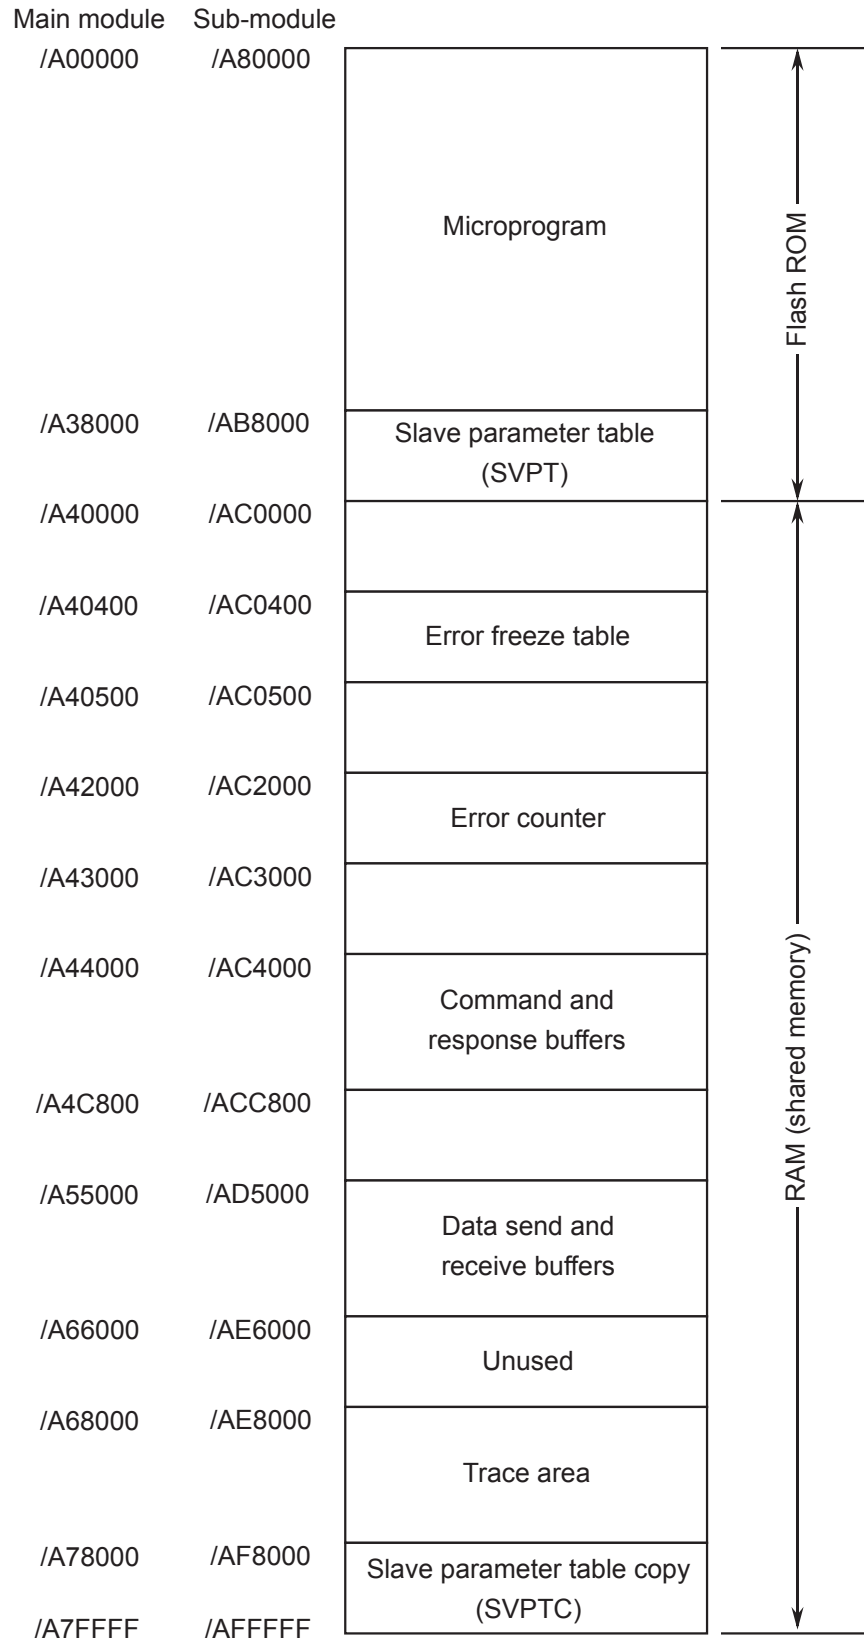 Main module Sub-module
/A00000 /A80000
Microprogram
Flash ROM
/A38000 /AB8000
Slave parameter table
(SVPT)
/A40000 /AC0000
/A40400 /AC0400
Error freeze table
/A40500 /AC0500
/A42000 /AC2000
Error counter
/A43000 /AC3000
/A44000 /AC4000
Command and
response buffers
RAM (shared memory)
/A4C800 /ACC800
/A55000 /AD5000
Data send and
receive buffers
/A66000 /AE6000
Unused
/A68000 /AE8000
Trace area
/A78000 /AF8000
Slave parameter table copy
(SVPTC)
/A7FFFF /AFFFFF